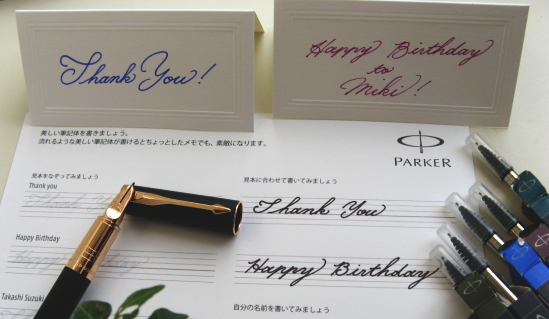 Thank You!
Happy Birthday
to
Miki!
美しい筆記体を書きましょう。
流れるような美しい筆記体が書けるとちょっとしたメモでも、素敵になります。
PARKER
見本をなぞってみましょう
Thank you
Thank you
見本に合わせて書いてみましょう
Thank You
Happy Birthday
Happy Birthday
Happy Birthday
Takashi Suzuki
自分の名前を書いてみましょう